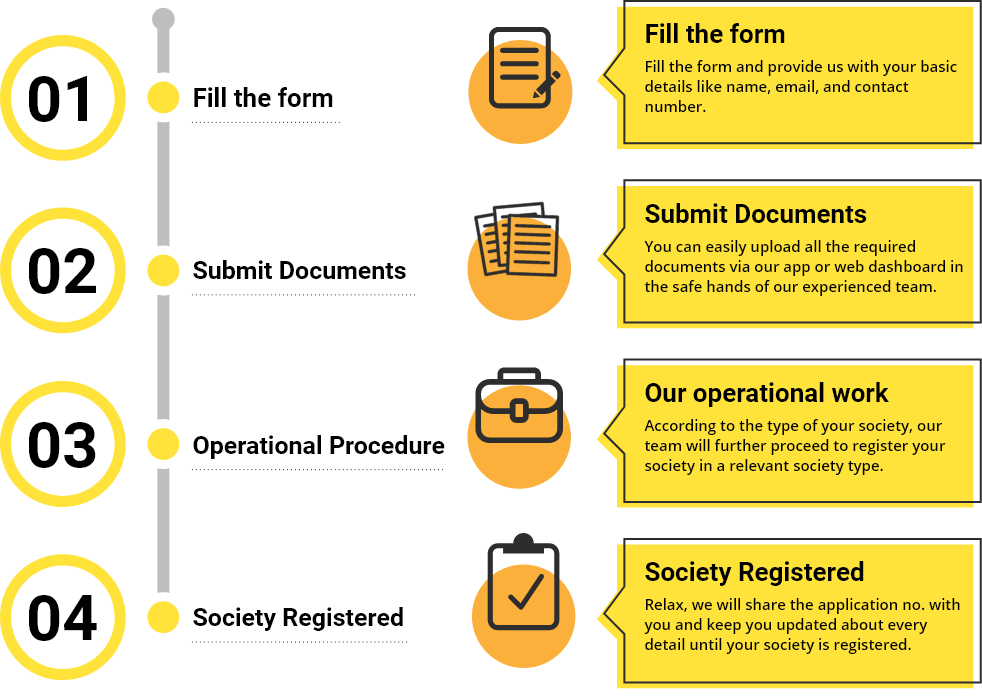 01
Fill the form
Fill the form
Fill the form and provide us with your basic
details like name, email, and contact
number.
02
Submit Documents
Submit Documents
You can easily upload all the required
documents via our app or web dashboard in
the safe hands of our experienced team.
03
Operational Procedure
Our operational work
According to the type of your society, our
team will further proceed to register your
society in a relevant society type.
04
Society Registered
Society Registered
Relax, we will share the application no. with
you and keep you updated about every
detail until your society is registered.